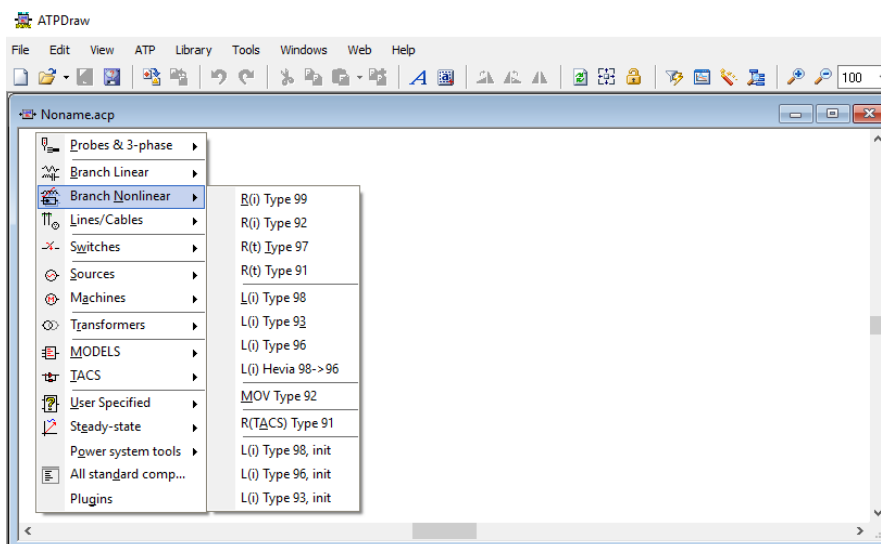 ATPDraw
File Edit View ATP Library Tools Windows Web Help
A 100
Noname.acp
Probes & 3-phase
Branch Linear
Branch Nonlinear
Lines/Cables
Switches
Sources
Machines
Transformers
MODELS
TACS
User Specified
Steady-state
Power system tools
All standard comp...
Plugins
R(i) Type 99
R(i) Type 92
R(t) Type 97
R(t) Type 91
L(i) Type 98
L(i) Type 93
L(i) Type 96
L(i) Hevia 98->96
MOV Type 92
R(TACS) Type 91
L(i) Type 98, init
L(i) Type 96, init
L(i) Type 93, init